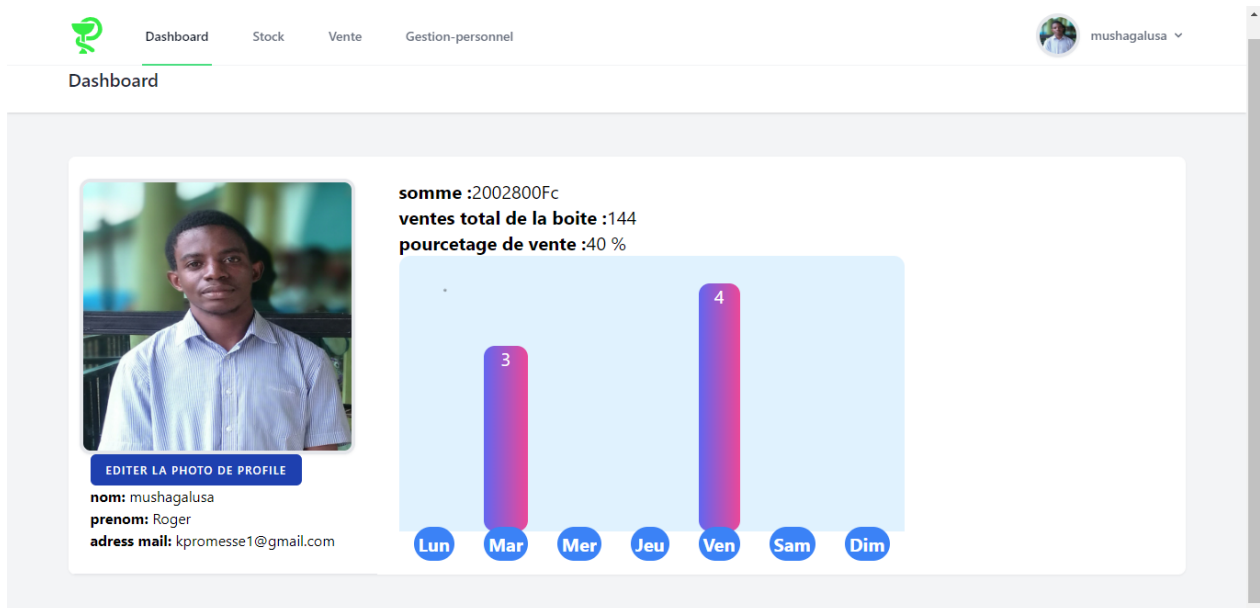 Dashboard Stock Vente Gestion-personnel mushagalusa
Dashboard
somme :2002800Fc
ventes total de la boite :144
pourcetage de vente :40 %
4
3
EDITER LA PHOTO DE PROFILE
nom: mushagalusa
prenom: Roger
adress mail: kpromesse1@gmail.com
Lun Mar Mer Jeu Ven Sam Dim